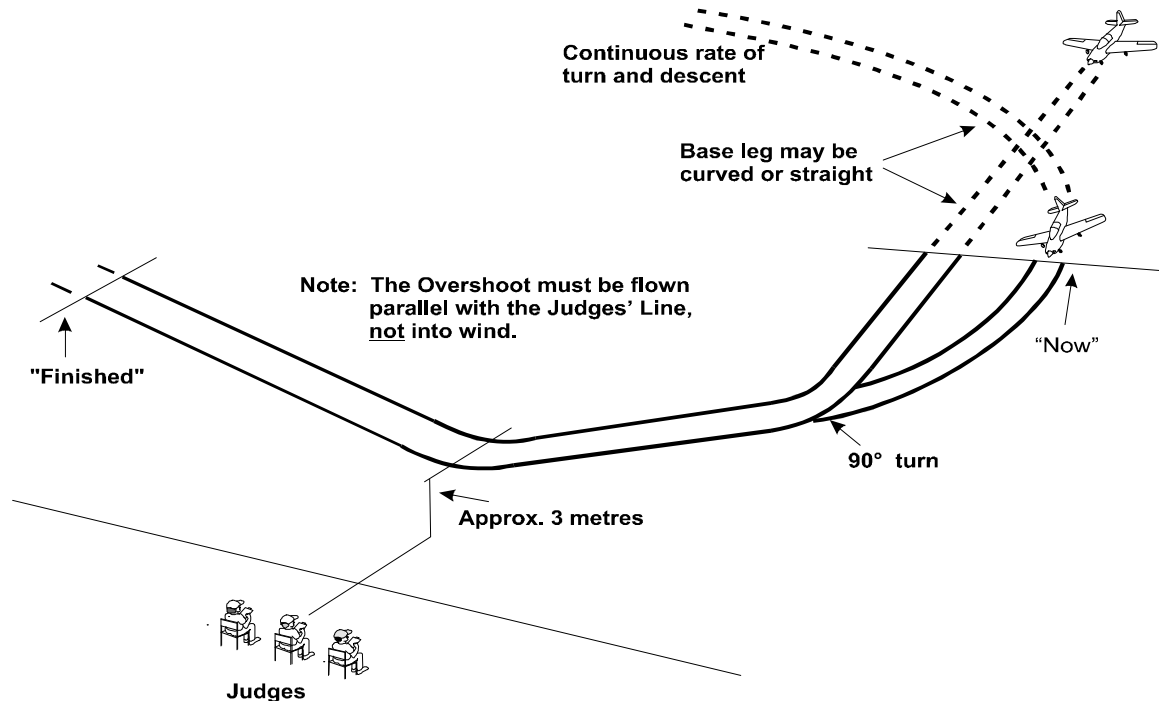 Continuous rate of
turn and descent
Base leg may be
curved or straight
Note: The Overshoot must be flown
parallel with the Judges’ Line,
not into wind.
"Finished"
“Now”
90° turn
Approx. 3 metres
Judges